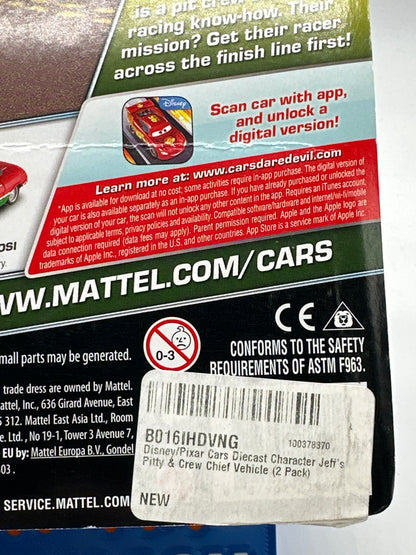 is a pit crew
racing know-how. Their
mission? Get their racer
across the finish line first!
Disney
Scan car with app,
and unlock a
digital version!
Learn more at: www.carsdaredevil.com
*App is available for download at no cost; some activities require in-app purchase. The digital version of
your car is also available separately as an in-app purchase. If you have already purchased or unlocked the
digital version of your car, the scan will not unlock any other content in the app. Requires an iTunes account,
subject to applicable terms, privacy policies and availability. Compatible software/hardware and internet/wi-fi/mobile
data connection required (data fees may apply). Parent permission required. Apple and the Apple logo are
trademarks of Apple Inc., registered in the U.S. and other countries. App Store is a service mark of Apple Inc.
OSI
ry.
WW.MATTEL.COM/CARS
CE
mall parts may be generated.
0-3
CONFORMS TO THE SAFETY
REQUIREMENTS OF ASTM F963.
trade dress are owned by Mattel.
attel, Inc., 636 Girard Avenue, East
5 312. Mattel East Asia Ltd., Room
., No 19-1, Tower 3 Avenue 7,
EU by: Mattel Europa B.V., Gondel
03.
SERVICE.MATTEL.COM
B016IHDVNG
100378370
Disney/Pixar Cars Diecast Character Jeff's
Pitty & Crew Chief Vehicle (2 Pack)
NEW